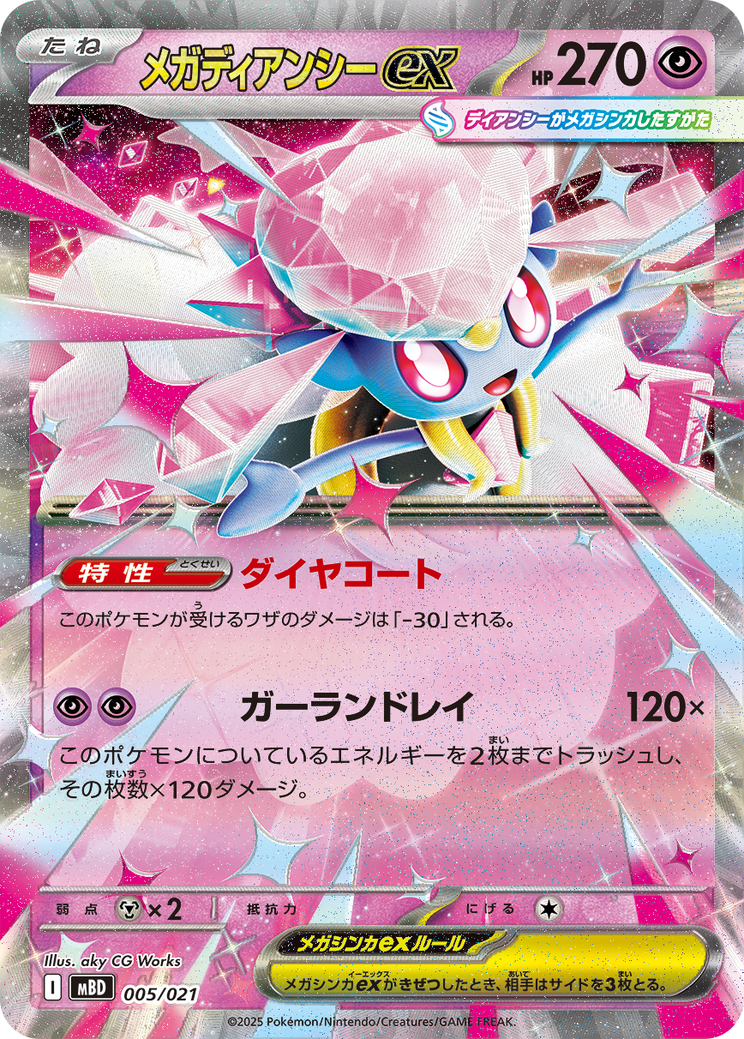 たね
メガディアンシーex
HP 270
ディアンシーがメガシンカしたすがた
特性 とくせい ダイヤコート
このポケモンが受けるワザのダメージは「-30」される。
ガーランドレイ 120×
このポケモンについているエネルギーを2枚までトラッシュし、
その枚数×120ダメージ。
弱点 ×2 抵抗力 にげる
メガシンカexルール
メガシンカexがきぜつしたとき、相手はサイドを3枚とる。
Illus. aky CG Works
I mBD 005/021
©2025 Pokémon/Nintendo/Creatures/GAME FREAK.